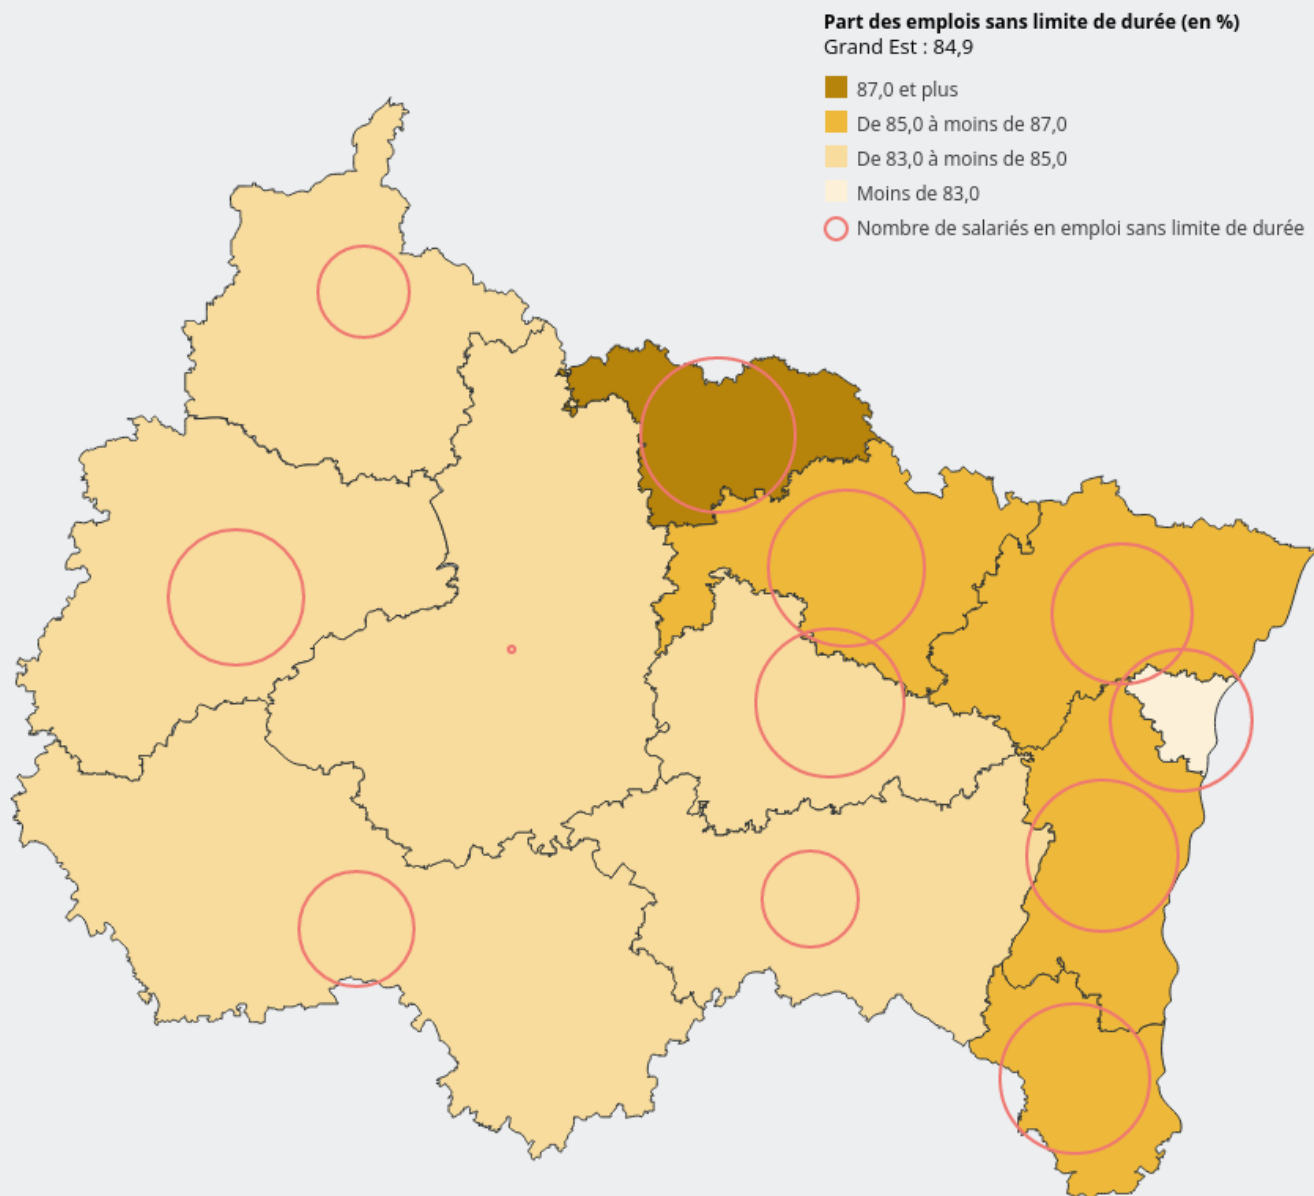 Part des emplois sans limite de durée (en %)
Grand Est : 84,9
87,0 et plus
De 85,0 à moins de 87,0
De 83,0 à moins de 85,0
Moins de 83,0
Nombre de salariés en emploi sans limite de durée